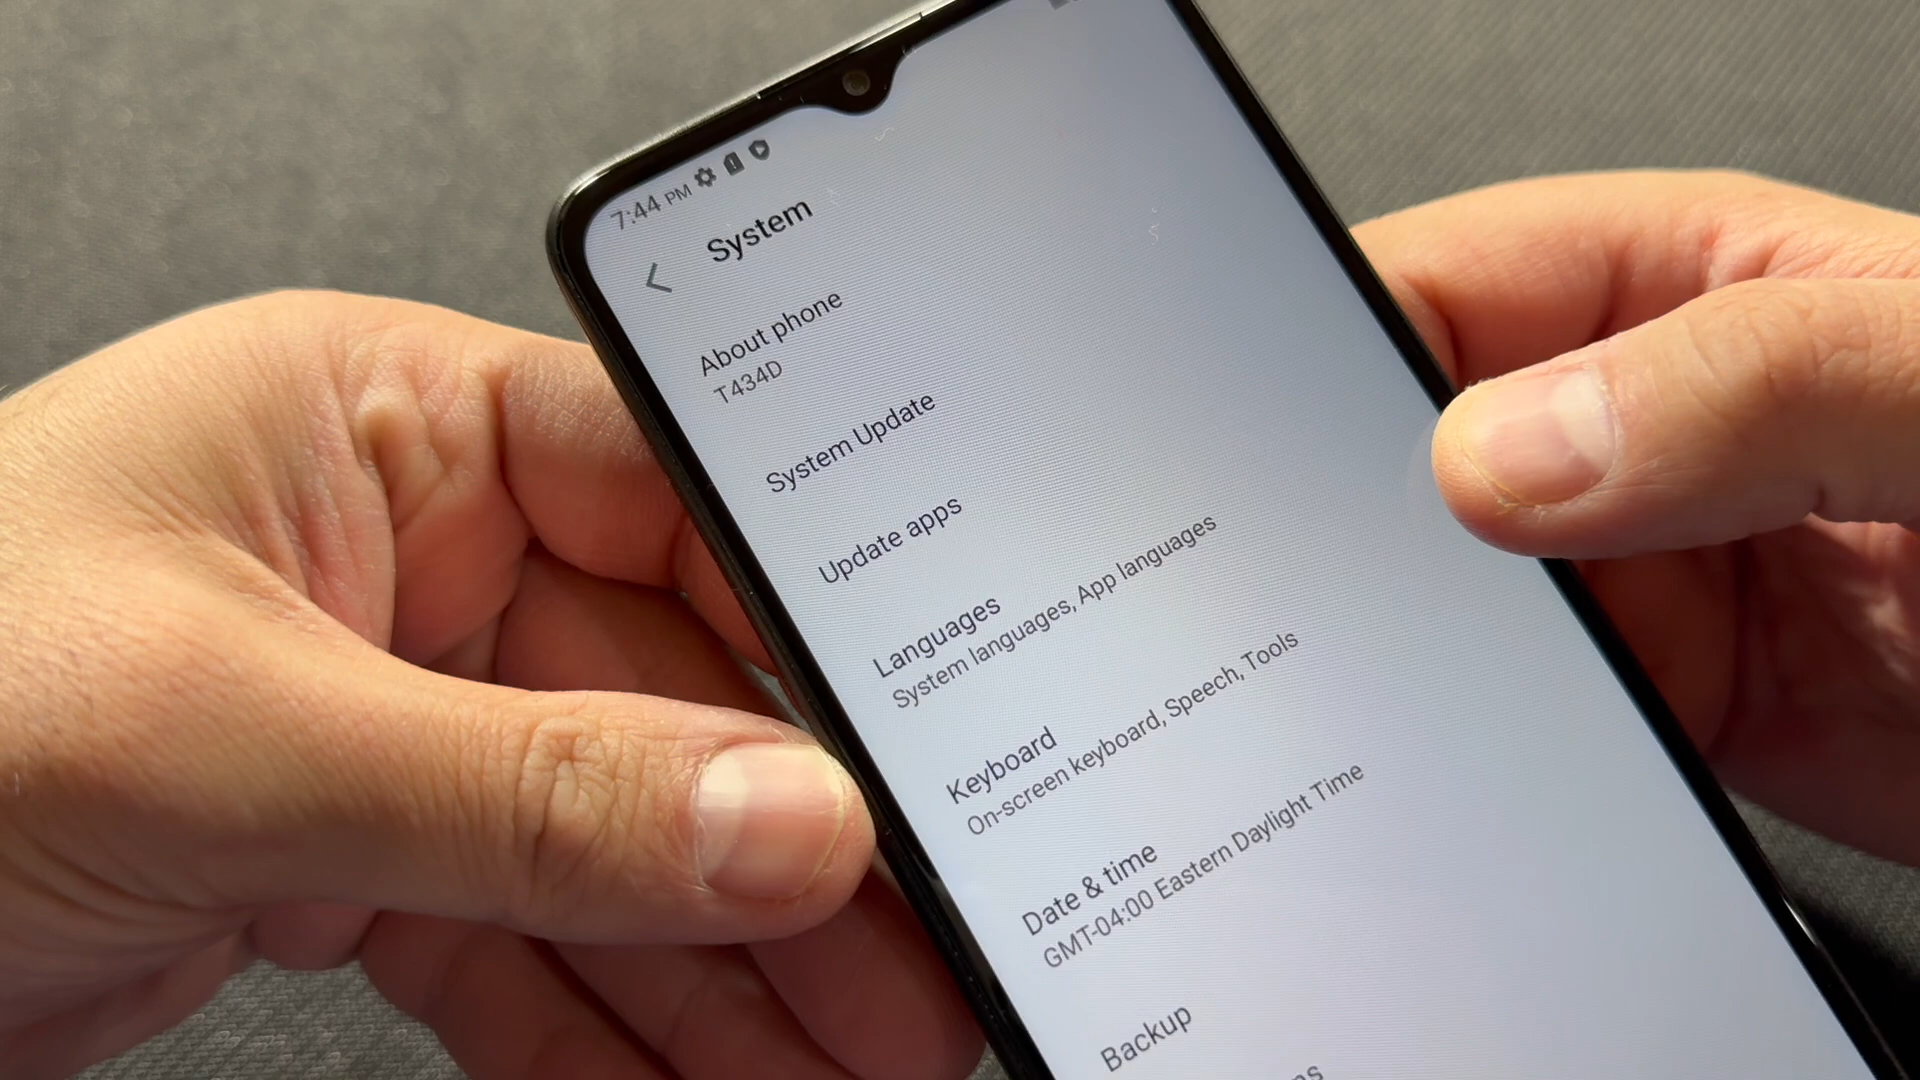 7:44 PM
System
About phone
T434D
System Update
Update apps
Languages
System languages, App languages
Keyboard
On-screen keyboard, Speech, Tools
Date & time
GMT-04:00 Eastern Daylight Time
Backup